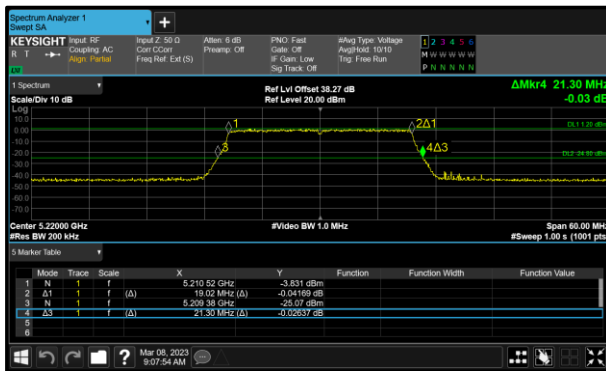 Spectrum Analyzer 1
Swept SA
KEYSIGHT Input: RF Input Z: 50 Ω Atten: 6 dB PNO: Fast #Avg Type: Voltage 1 2 3 4 5 6
R T Coupling: AC Corr CCorr Preamp: Off Gate: Off Avg|Hold: 10/10 M W W W W W
Align: Partial Freq Ref: Ext (S) IF Gain: Low Trig: Free Run
Sig Track: Off P N N N N N
1 Spectrum Ref Lvl Offset 38.27 dB ΔMkr4 21.30 MHz
Scale/Div 10 dB Ref Level 20.00 dBm -0.03 dB
Log
10.0
0.00
-10.0
-20.0
-30.0
-40.0
-50.0
-60.0
-70.0
1 2Δ1
3 4Δ3
DL1 1.20 dBm
Center 5.22000 GHz #Video BW 1.0 MHz Span 60.00 MHz
#Res BW 200 kHz #Sweep 1.00 s (1001 pts
5 Marker Table
Mode Trace Scale X Y Function Function Width Function Value
1 N 1 f 5.210 52 GHz -3.831 dBm
2 Δ1 1 f (Δ) 19.02 MHz (Δ) -0.04169 dB
3 N 1 f 5.209 38 GHz -25.07 dBm
4 Δ3 1 f (Δ) 21.30 MHz (Δ) -0.02637 dB
5
6
? Mar 08, 2023
9:07:54 AM